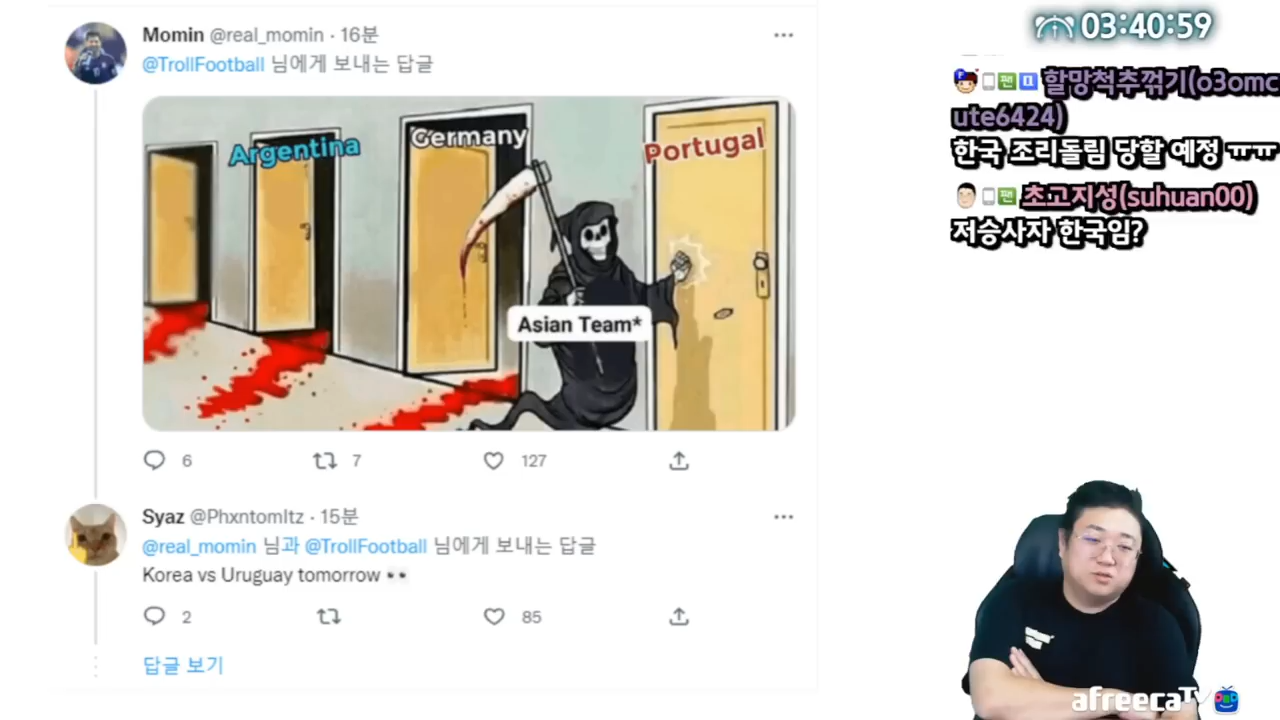 Momin @real_momin · 16분
@TrollFootball 님에게 보내는 답글
Argentina
Germany
Portugal
Asian Team*
6
7
127
Syaz @PhxntomItz · 15분
@real_momin 님과 @TrollFootball 님에게 보내는 답글
Korea vs Uruguay tomorrow 👀
2
85
답글 보기
03:40:59
팬 할망척추꺾기(o3omc
ute6424)
한국 조리돌림 당할 예정 ㅠㅠ
팬 초고지성(suhuan00)
저승사자 한국임?
afreecaTV